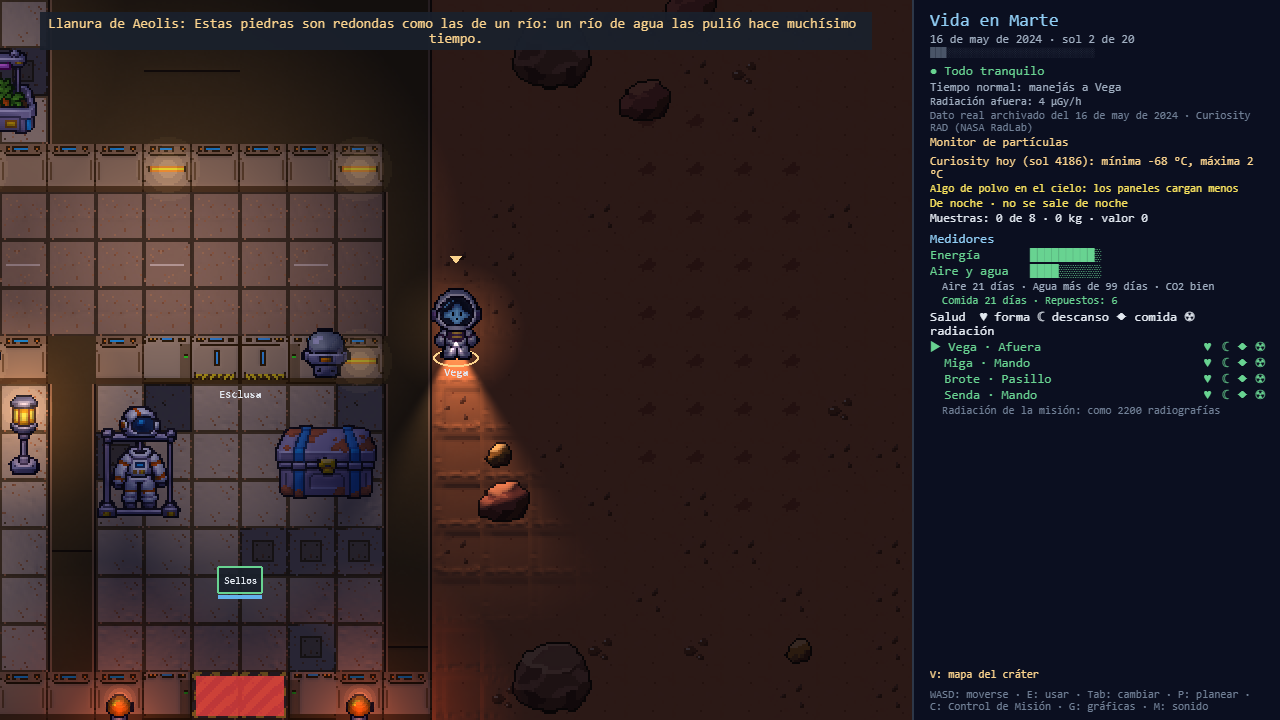 Llanura de Aeolis: Estas piedras son redondas como las de un río: un río de agua las pulió hace muchísimo
tiempo.
Vega
Esclusa
Sellos
Vida en Marte
16 de may de 2024 · sol 2 de 20
● Todo tranquilo
Tiempo normal: manejás a Vega
Radiación afuera: 4 µGy/h
Dato real archivado del 16 de may de 2024 · Curiosity
RAD (NASA RadLab)
Monitor de partículas
Curiosity hoy (sol 4186): mínima -68 °C, máxima 2
°C
Algo de polvo en el cielo: los paneles cargan menos
De noche · no se sale de noche
Muestras: 0 de 8 · 0 kg · valor 0
Medidores
Energía
Aire y agua
Aire 21 días · Agua más de 99 días · CO2 bien
Comida 21 días · Repuestos: 6
Salud ♥ forma ☾ descanso ◆ comida ☢
radiación
▶ Vega · Afuera ♥ ☾ ◆ ☢
Miga · Mando ♥ ☾ ◆ ☢
Brote · Pasillo ♥ ☾ ◆ ☢
Senda · Mando ♥ ☾ ◆ ☢
Radiación de la misión: como 2200 radiografías
V: mapa del cráter
WASD: moverse · E: usar · Tab: cambiar · P: planear ·
C: Control de Misión · G: gráficas · M: sonido